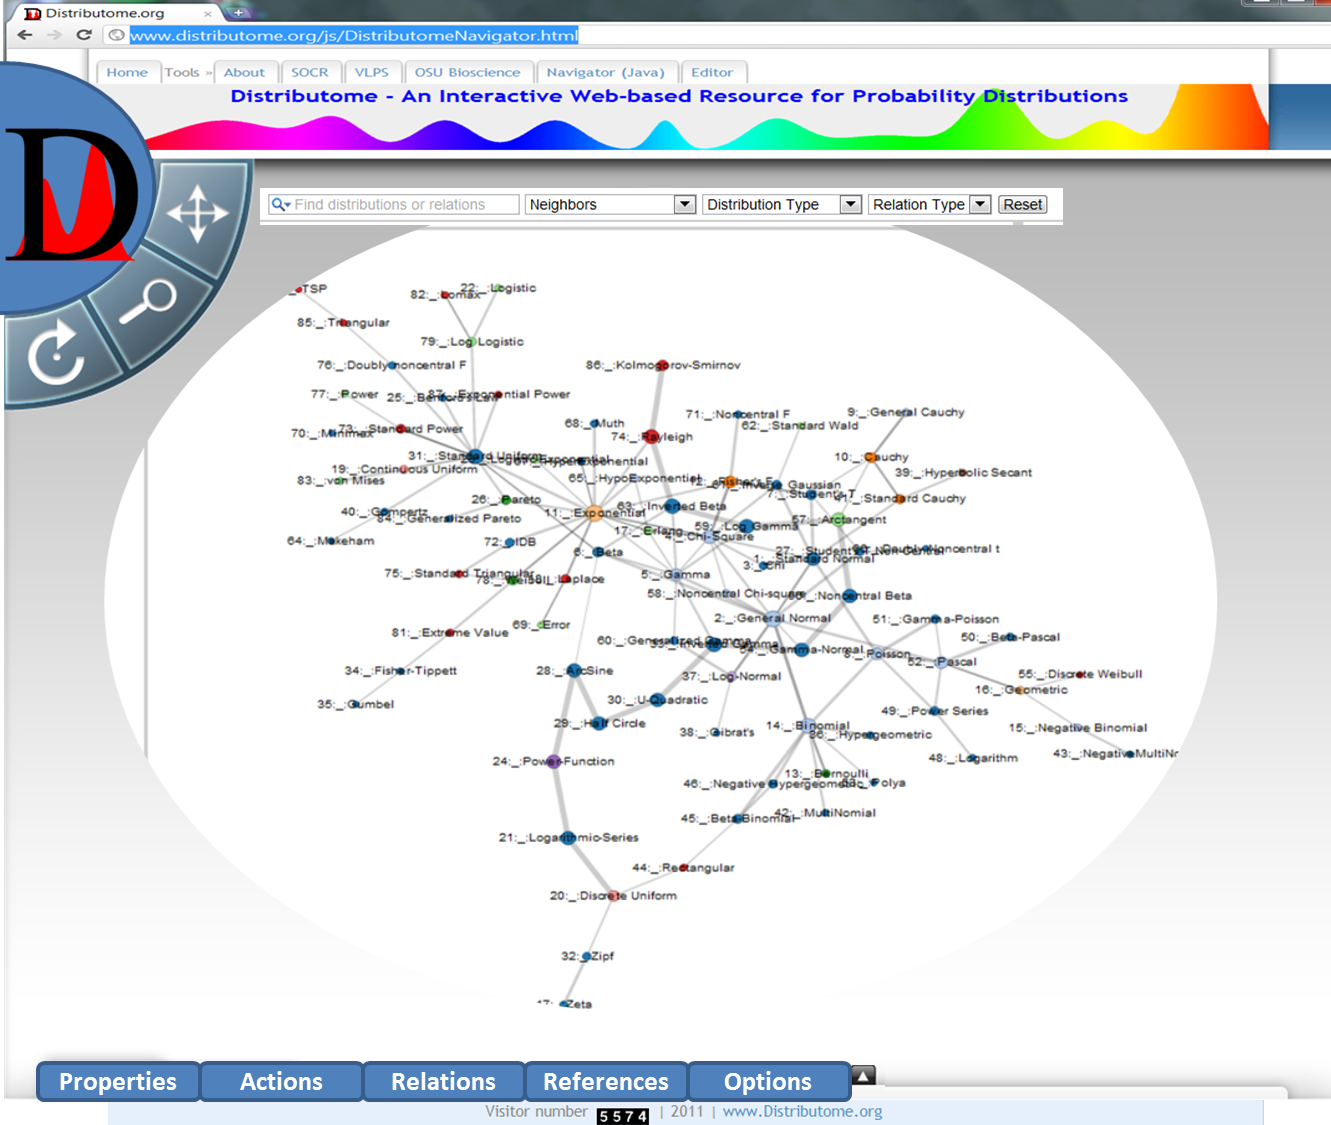 Distributome.org
www.distributome.org/js/DistributomeNavigator.html
Home Tools » About SOCR VLPS OSU Bioscience Navigator (Java) Editor
Distributome - An Interactive Web-based Resource for Probability Distributions
D
Find distributions or relations Neighbors Distribution Type Relation Type Reset
TSP
82:_:Lomax
22:_:Logistic
85:_:Triangular
79:_:Log Logistic
76:_:Doubly noncentral F
86:_:Kolmogorov-Smirnov
77:_:Power
25:_:Benford's Law
87:_:Exponential Power
71:_:Noncentral F
9:_:General Cauchy
68:_:Muth
62:_:Standard Wald
70:_:Minimax
73:_:Standard Power
74:_:Rayleigh
31:_:Standard Uniform
10:_:Cauchy
19:_:Continuous Uniform
39:_:Hyperbolic Secant
83:_:von Mises
65:_:HypoExponential
Inverse Gaussian
7:_:Student's T
26:_:Pareto
41:_:Standard Cauchy
63:_:Inverted Beta
40:_:Gompertz
84:_:Generalized Pareto
11:_:Exponential
57:_:Arctangent
59:_:Log Gamma
17:_:Erlang
4:_:Chi-Square
64:_:Makeham
72:_:IDB
6:_:Beta
27:_:Student's T Non-Central
1:_:Standard Normal
3:_:Chi
75:_:Standard Triangular
78:_:Weibull
Laplace
5:_:Gamma
58:_:Noncentral Chi-square
Noncentral Beta
2:_:General Normal
51:_:Gamma-Poisson
69:_:Error
81:_:Extreme Value
50:_:Beta-Pascal
60:_:Generalized Gamma
54:_:Gamma-Normal
8:_:Poisson
52:_:Pascal
34:_:Fisher-Tippett
28:_:ArcSine
37:_:Log-Normal
55:_:Discrete Weibull
16:_:Geometric
35:_:Gumbel
30:_:U-Quadratic
49:_:Power Series
29:_:Half Circle
14:_:Binomial
15:_:Negative Binomial
38:_:Gibrat's
36:_:Hypergeometric
24:_:Power-Function
48:_:Logarithm
43:_:NegativeMultiNo
13:_:Bernoulli
46:_:Negative Hypergeometric
53:_:Polya
45:_:Beta-Binomial
42:_:MultiNomial
21:_:Logarithmic-Series
44:_:Rectangular
20:_:Discrete Uniform
32:_:Zipf
Zeta
Properties Actions Relations References Options
Visitor number 5574 | 2011 | www.Distributome.org